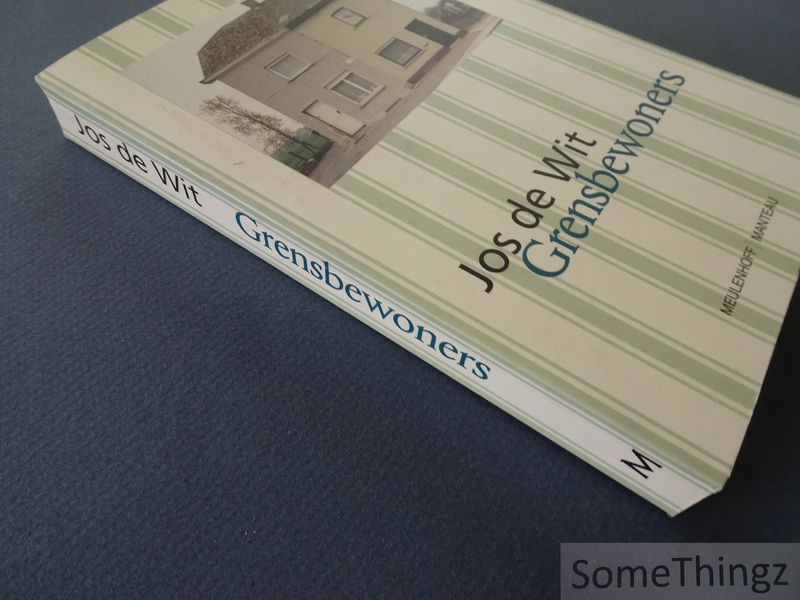 Jos de Wit
Grensbewoners
MEULENHOFF | MANTEAU
Jos de Wit Grensbewoners M
SomeThingz